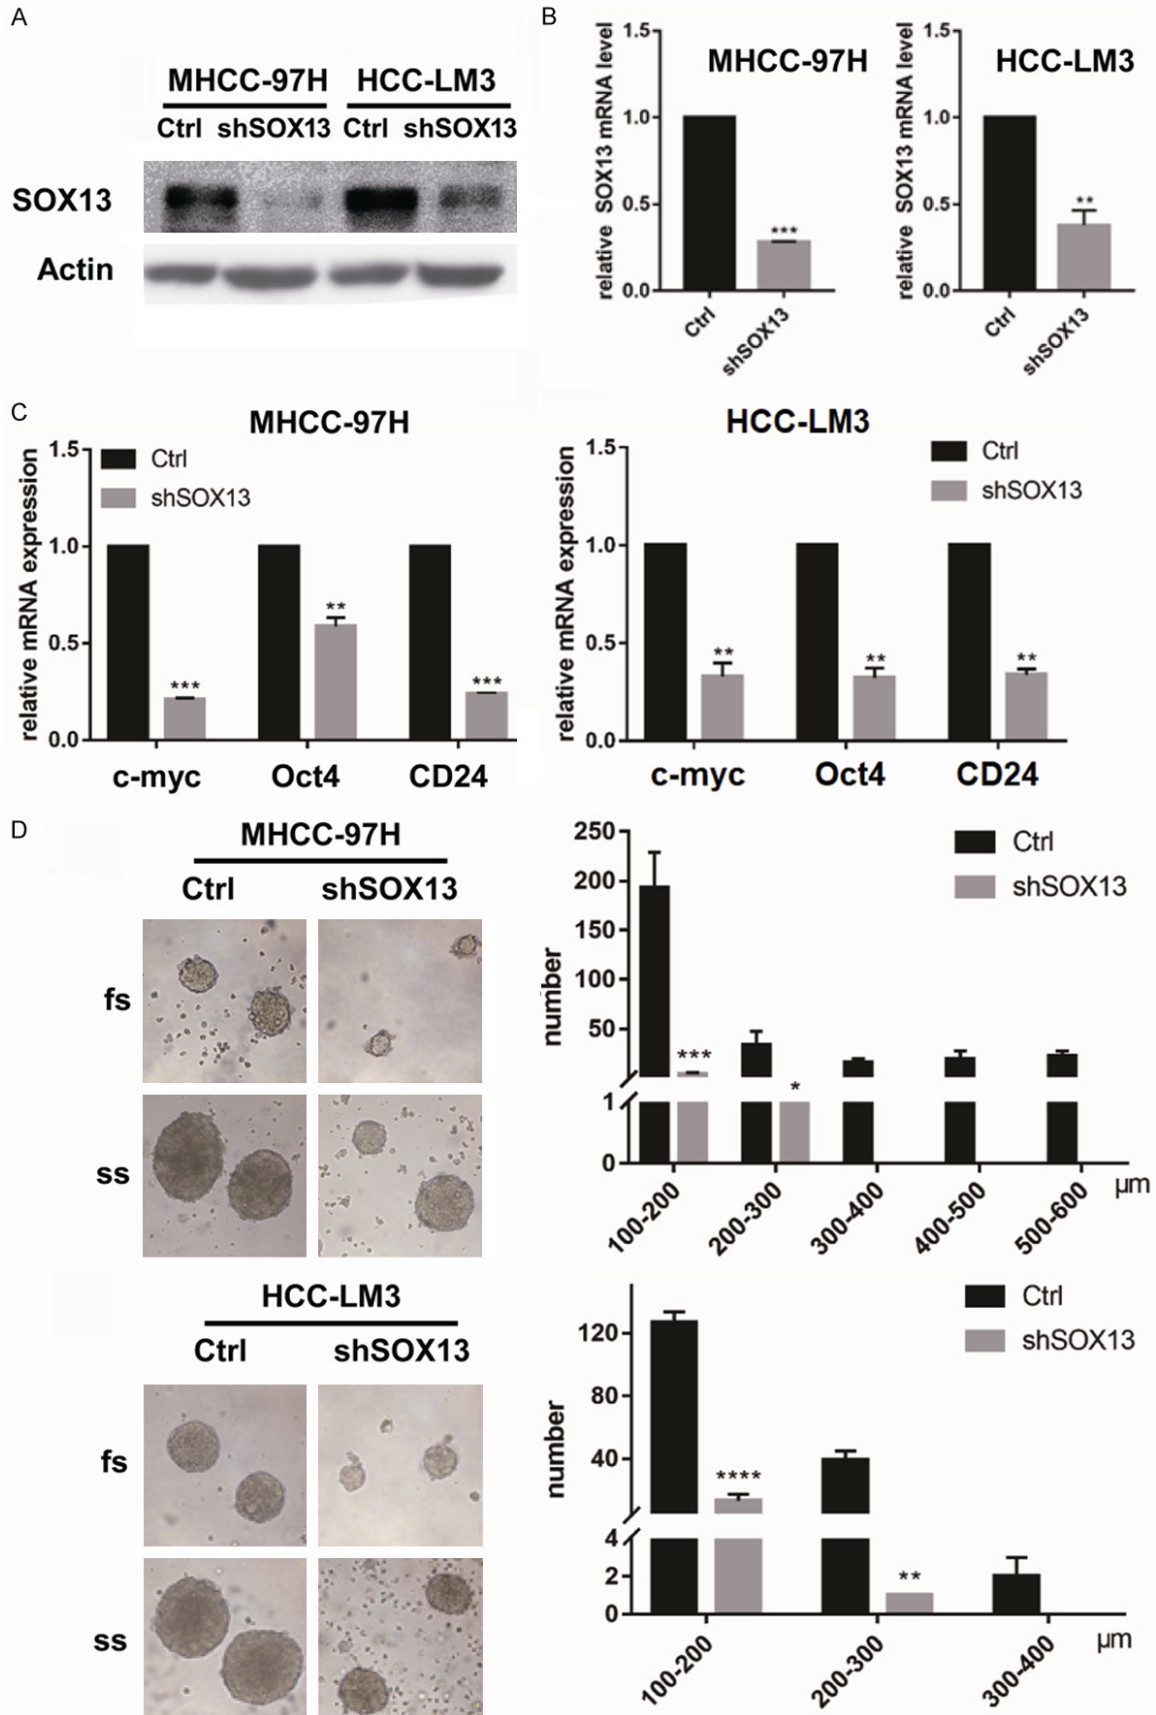 A
MHCC-97H HCC-LM3
Ctrl shSOX13 Ctrl shSOX13
SOX13
Actin
B
relative SOX13 mRNA level
1.5
1.0
0.5
0.0
MHCC-97H
***
Ctrl
shSOX13
relative SOX13 mRNA level
1.5
1.0
0.5
0.0
HCC-LM3
**
Ctrl
shSOX13
C
MHCC-97H
relative mRNA expression
1.5
1.0
0.5
0.0
Ctrl
shSOX13
***
**
***
c-myc Oct4 CD24
HCC-LM3
relative mRNA expression
1.5
1.0
0.5
0.0
Ctrl
shSOX13
**
**
**
c-myc Oct4 CD24
D
MHCC-97H
Ctrl shSOX13
fs
ss
number
250
200
150
100
50
1
0
Ctrl
shSOX13
***
*
100-200
200-300
300-400
400-500
500-600
µm
HCC-LM3
Ctrl shSOX13
fs
ss
number
120
80
40
4
2
0
Ctrl
shSOX13
****
**
100-200
200-300
300-400
µm